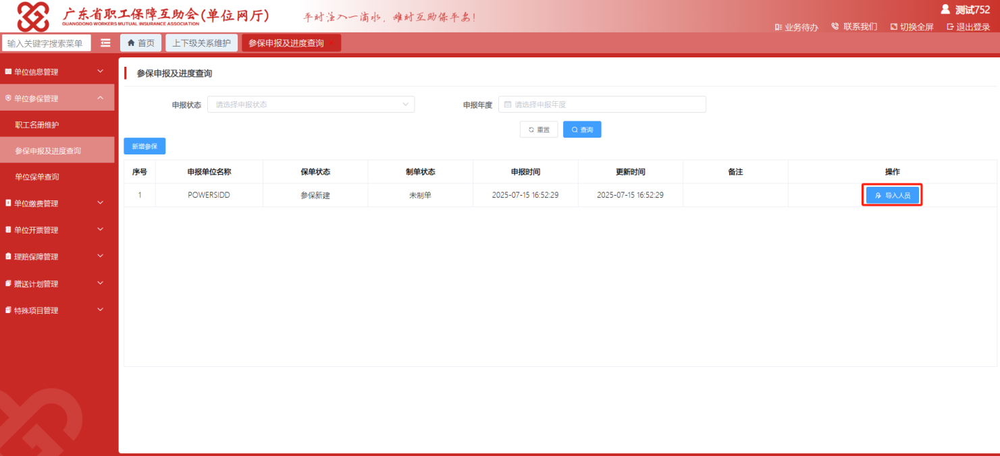 广东省职工保障互助会(单位网厅)
GUANGDONG WORKERS MUTUAL INSURANCE ASSOCIATION
平时注入一滴水, 难时互助保平安!
测试752
业务待办 联系我们 切换全屏 退出登录
输入关键字搜索菜单 首页 上下级关系维护 参保申报及进度查询
单位信息管理
单位参保管理
职工名册维护
参保申报及进度查询
单位保单查询
单位缴费管理
单位开票管理
理赔保障管理
赠送计划管理
特殊项目管理
参保申报及进度查询
申报状态 请选择申报状态 申报年度 请选择申报年度
重置 查询
新增参保
序号 申报单位名称 保单状态 制单状态 申报时间 更新时间 备注 操作
1 POWERSIDD 参保新建 未制单 2025-07-15 16:52:29 2025-07-15 16:52:29 导入人员